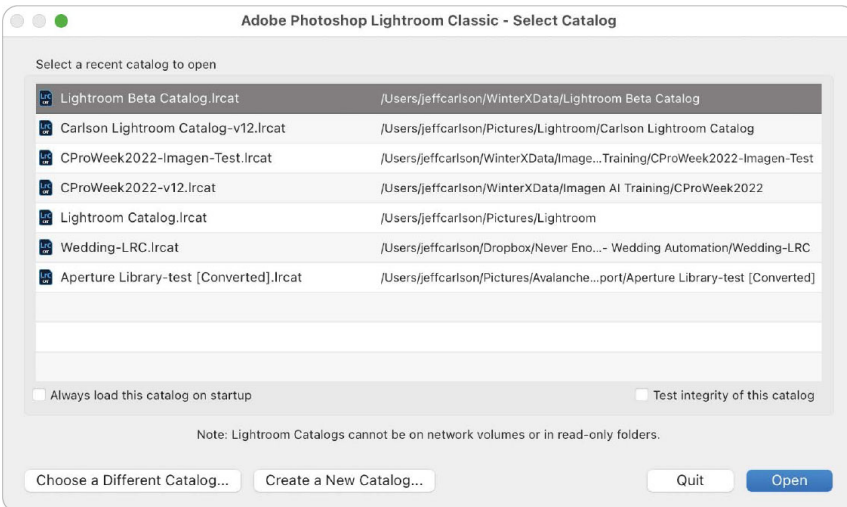 Adobe Photoshop Lightroom Classic - Select Catalog
Select a recent catalog to open
Lightroom Beta Catalog.lrcat /Users/jeffcarlson/WinterXData/Lightroom Beta Catalog
Carlson Lightroom Catalog-v12.lrcat /Users/jeffcarlson/Pictures/Lightroom/Carlson Lightroom Catalog
CProWeek2022-Imagen-Test.lrcat /Users/jeffcarlson/WinterXData/Image...Training/CProWeek2022-Imagen-Test
CProWeek2022-v12.lrcat /Users/jeffcarlson/WinterXData/Imagen AI Training/CProWeek2022
Lightroom Catalog.lrcat /Users/jeffcarlson/Pictures/Lightroom
Wedding-LRC.lrcat /Users/jeffcarlson/Dropbox/Never Eno...- Wedding Automation/Wedding-LRC
Aperture Library-test [Converted].lrcat /Users/jeffcarlson/Pictures/Avalanche...port/Aperture Library-test [Converted]
Always load this catalog on startup Test integrity of this catalog
Note: Lightroom Catalogs cannot be on network volumes or in read-only folders.
Choose a Different Catalog... Create a New Catalog... Quit Open